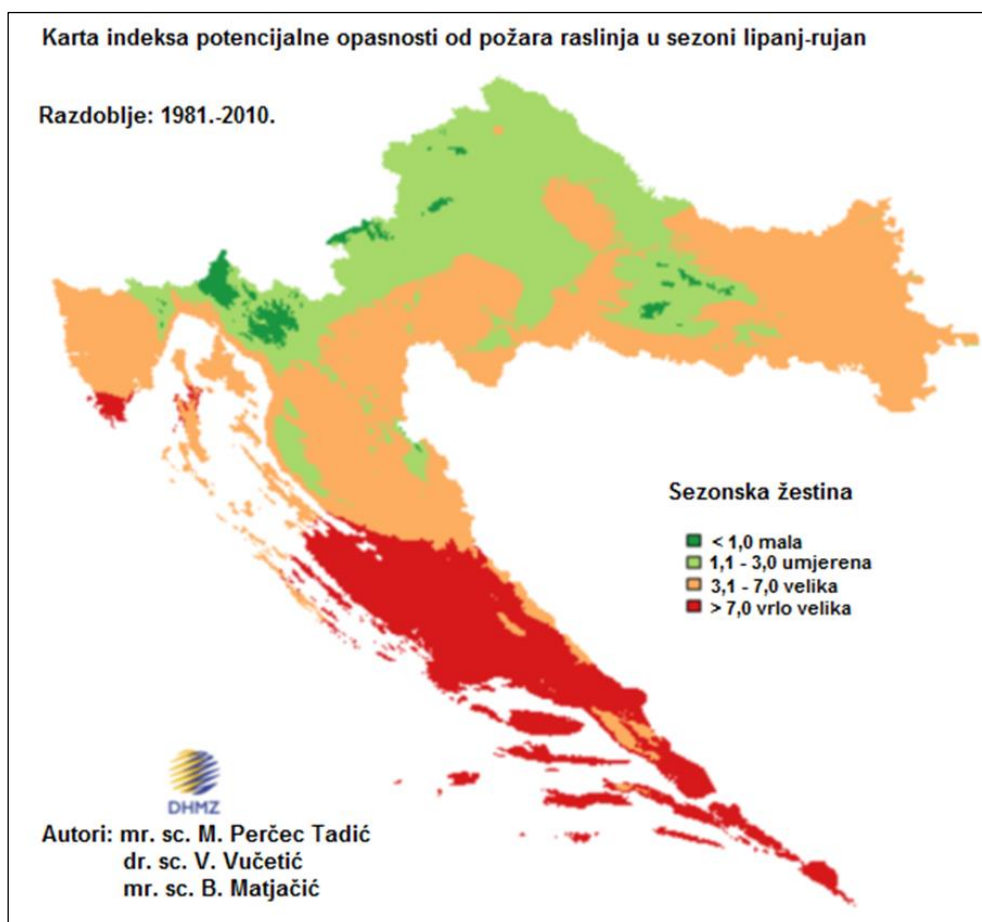 Karta indeksa potencijalne opasnosti od požara raslinja u sezoni lipanj-rujan
Razdoblje: 1981.-2010.
Sezonska žestina
< 1,0 mala
1,1 - 3,0 umjerena
3,1 - 7,0 velika
> 7,0 vrlo velika
DHMZ
Autori: mr. sc. M. Perčec Tadić
dr. sc. V. Vučetić
mr. sc. B. Matjačić